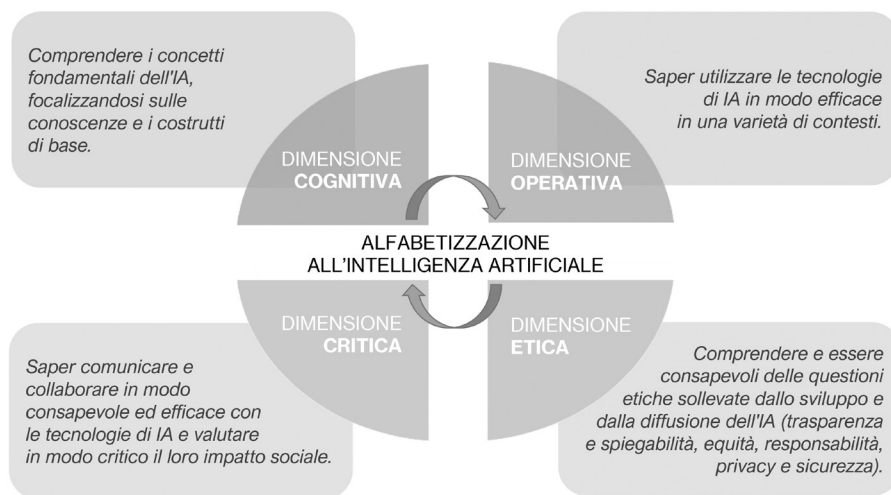 Comprendere i concetti
fondamentali dell'IA,
focalizzandosi sulle
conoscenze e i costrutti
di base.
DIMENSIONE
COGNITIVA
Saper utilizzare le tecnologie
di IA in modo efficace
in una varietà di contesti.
DIMENSIONE
OPERATIVA
ALFABETIZZAZIONE
ALL'INTELLIGENZA ARTIFICIALE
DIMENSIONE
CRITICA
Saper comunicare e
collaborare in modo
consapevole ed efficace con
le tecnologie di IA e valutare
in modo critico il loro impatto sociale.
DIMENSIONE
ETICA
Comprendere e essere
consapevoli delle questioni
etiche sollevate dallo sviluppo e
dalla diffusione dell'IA (trasparenza
e spiegabilità, equità, responsabilità,
privacy e sicurezza).